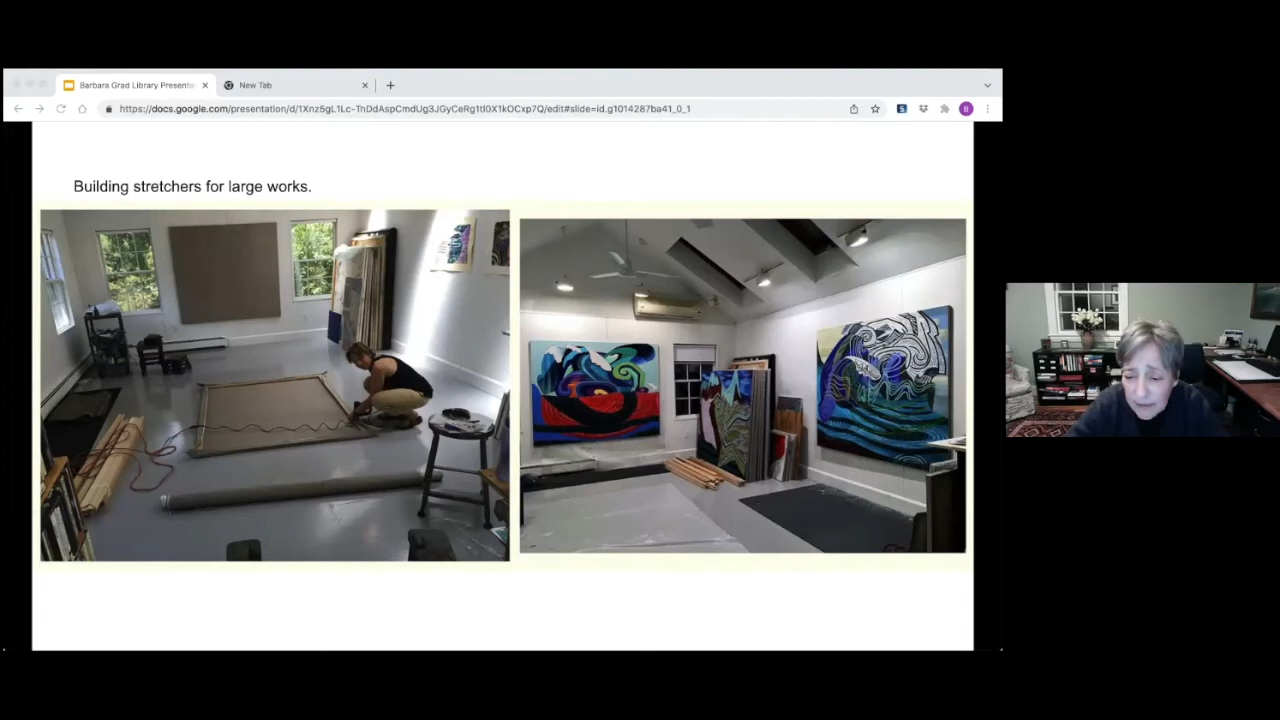 Barbara Grad Library Presenta
New Tab
https://docs.google.com/presentation/d/1Xnz5gL1Lc-TnDdAspCmdUg3JGyCeRg1tI0X1kOCxp7Q/edit#slide=id.g1014287ba41_0_1
B
Building stretchers for large works.